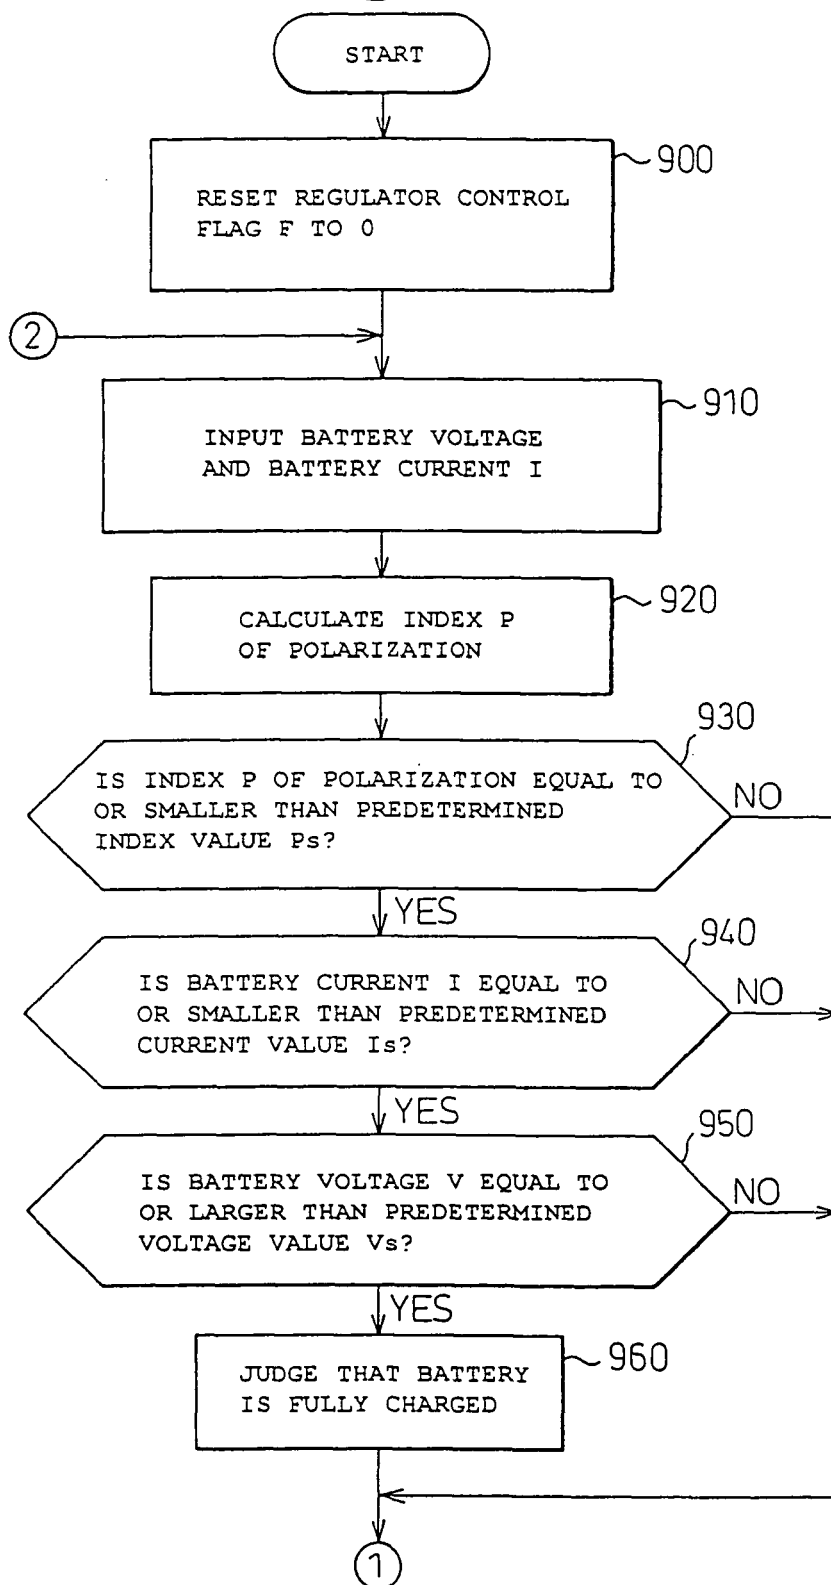 START
900
RESET REGULATOR CONTROL
FLAG F TO 0
2
910
INPUT BATTERY VOLTAGE
AND BATTERY CURRENT I
920
CALCULATE INDEX P
OF POLARIZATION
930
IS INDEX P OF POLARIZATION EQUAL TO
OR SMALLER THAN PREDETERMINED
INDEX VALUE Ps?
NO
YES
940
IS BATTERY CURRENT I EQUAL TO
OR SMALLER THAN PREDETERMINED
CURRENT VALUE Is?
NO
YES
950
IS BATTERY VOLTAGE V EQUAL TO
OR LARGER THAN PREDETERMINED
VOLTAGE VALUE Vs?
NO
YES
960
JUDGE THAT BATTERY
IS FULLY CHARGED
1